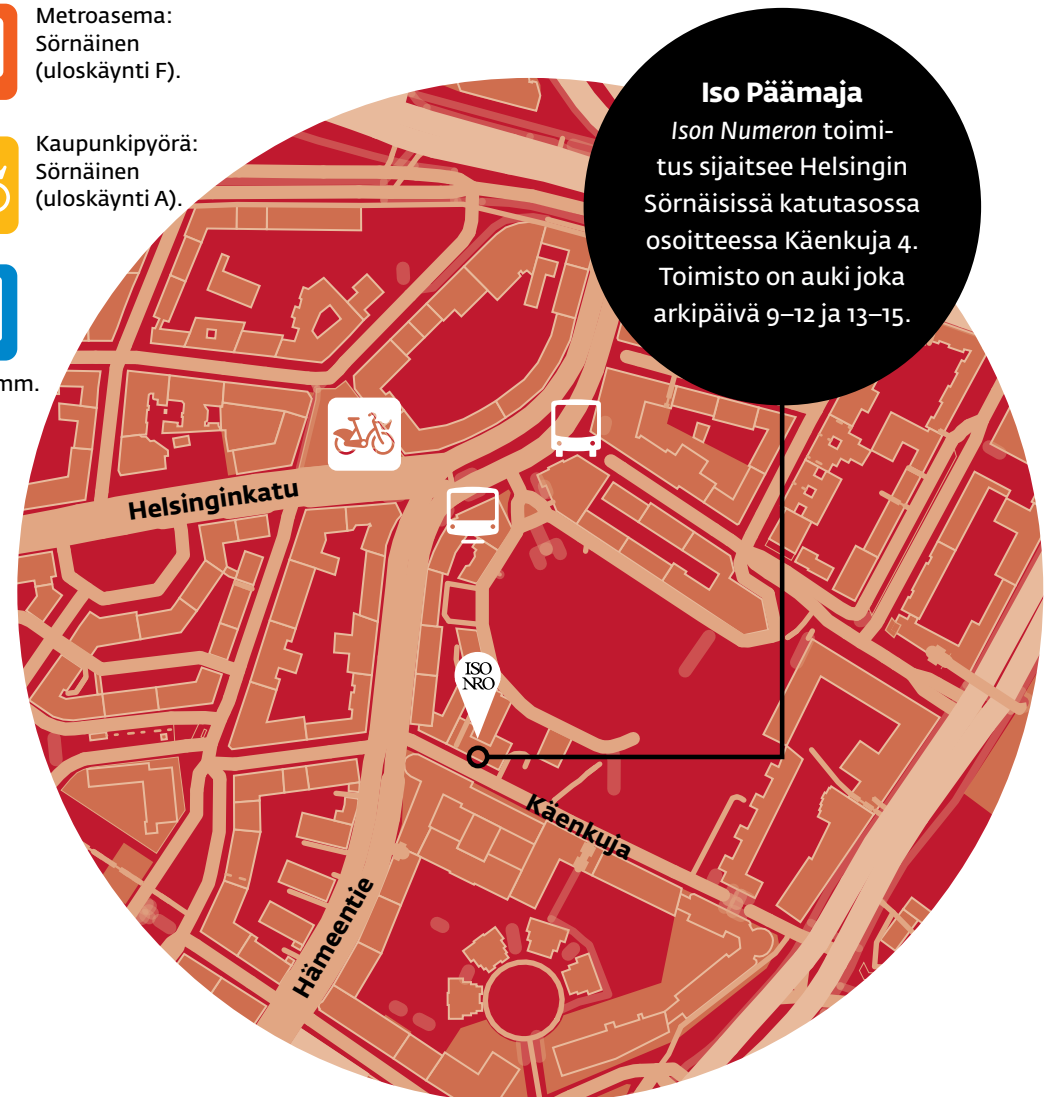 Metroasema:
Sörnäinen
(uloskäynti F).
Kaupunkipyörä:
Sörnäinen
(uloskäynti A).
mm.
Iso Päämaja
Ison Numeron toimi-
tus sijaitsee Helsingin
Sörnäisissä katutasossa
osoitteessa Käenkuja 4.
Toimisto on auki joka
arkipäivä 9–12 ja 13–15.
Helsinginkatu
ISO
NRO
Käenkuja
Hämeentie